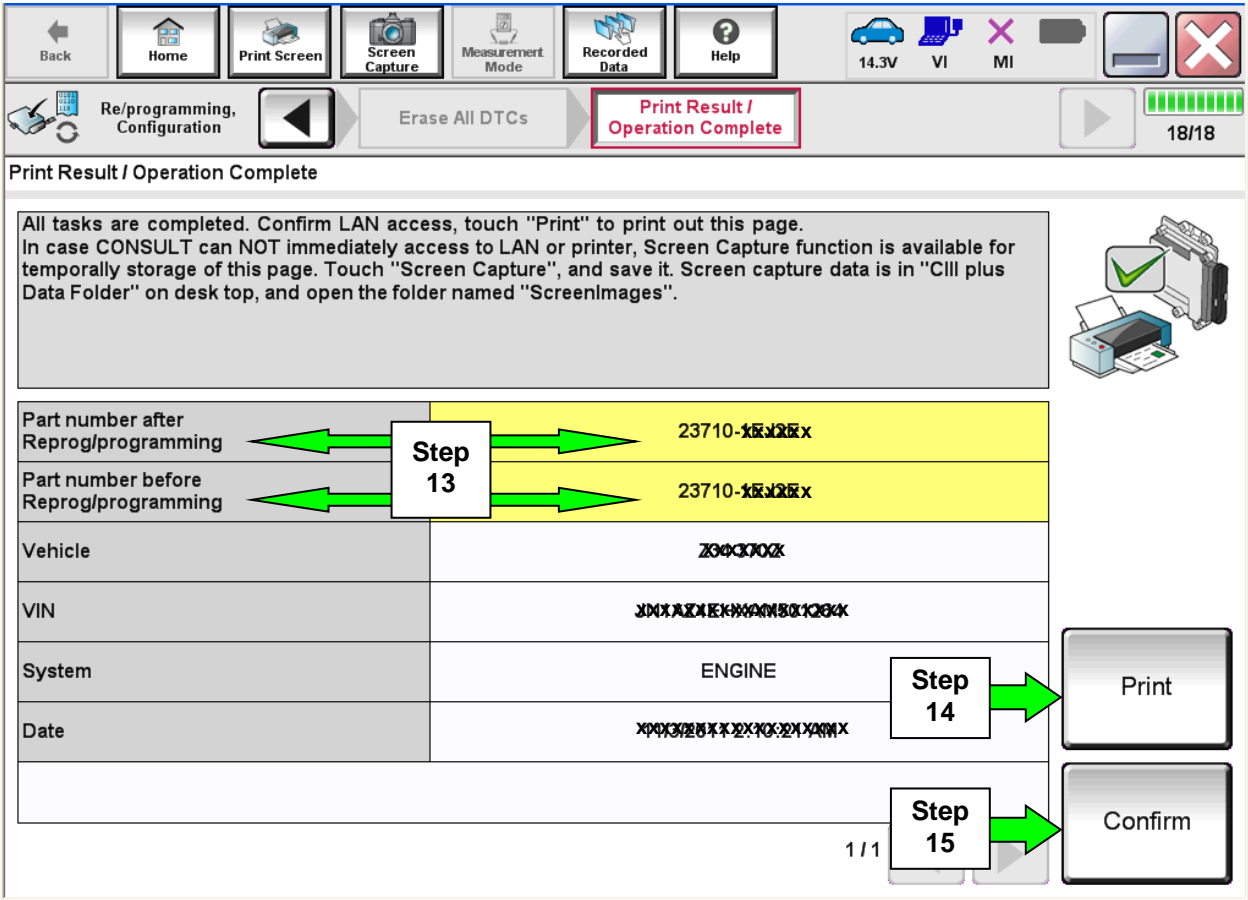 Back
Home
Print Screen
Screen
Capture
Measurement
Mode
Recorded
Data
Help
14.3V
VI
MI
Re/programming,
Configuration
Erase All DTCs
Print Result /
Operation Complete
18/18
Print Result / Operation Complete
All tasks are completed. Confirm LAN access, touch "Print" to print out this page.
In case CONSULT can NOT immediately access to LAN or printer, Screen Capture function is available for
temporally storage of this page. Touch "Screen Capture", and save it. Screen capture data is in "CIII plus
Data Folder" on desk top, and open the folder named "ScreenImages".
Part number after
Reprog/programming
23710-
Step
13
Part number before
Reprog/programming
23710-
Vehicle
VIN
System
ENGINE
Step
14
Print
Date
Step
15
Confirm
1/1